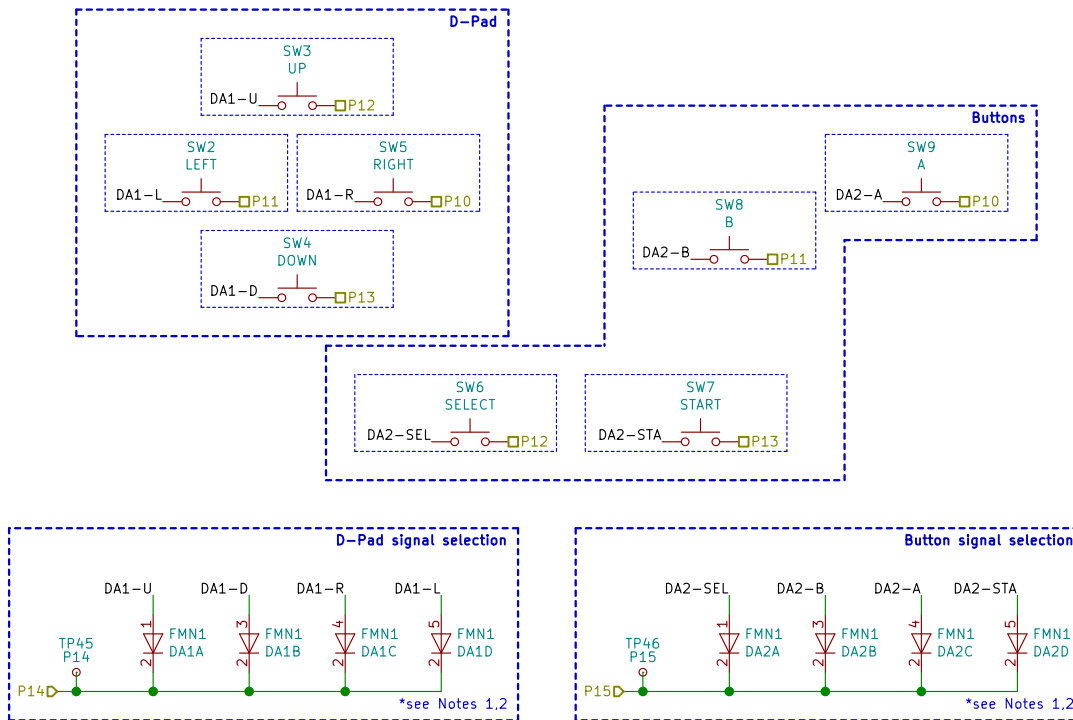 D-Pad
SW3
UP
DA1-U
P12
SW2
LEFT
DA1-L
P11
SW5
RIGHT
DA1-R
P10
SW4
DOWN
DA1-D
P13
Buttons
SW9
A
DA2-A
P10
SW8
B
DA2-B
P11
SW6
SELECT
DA2-SEL
P12
SW7
START
DA2-STA
P13
D-Pad signal selection
DA1-U
DA1-D
DA1-R
DA1-L
TP45
P14
1
2
FMN1
DA1A
3
2
FMN1
DA1B
4
2
FMN1
DA1C
5
2
FMN1
DA1D
P14
*see Notes 1,2
Button signal selection
DA2-SEL
DA2-B
DA2-A
DA2-STA
TP46
P15
1
2
FMN1
DA2A
3
2
FMN1
DA2B
4
2
FMN1
DA2C
5
2
FMN1
DA2D
P15
*see Notes 1,2